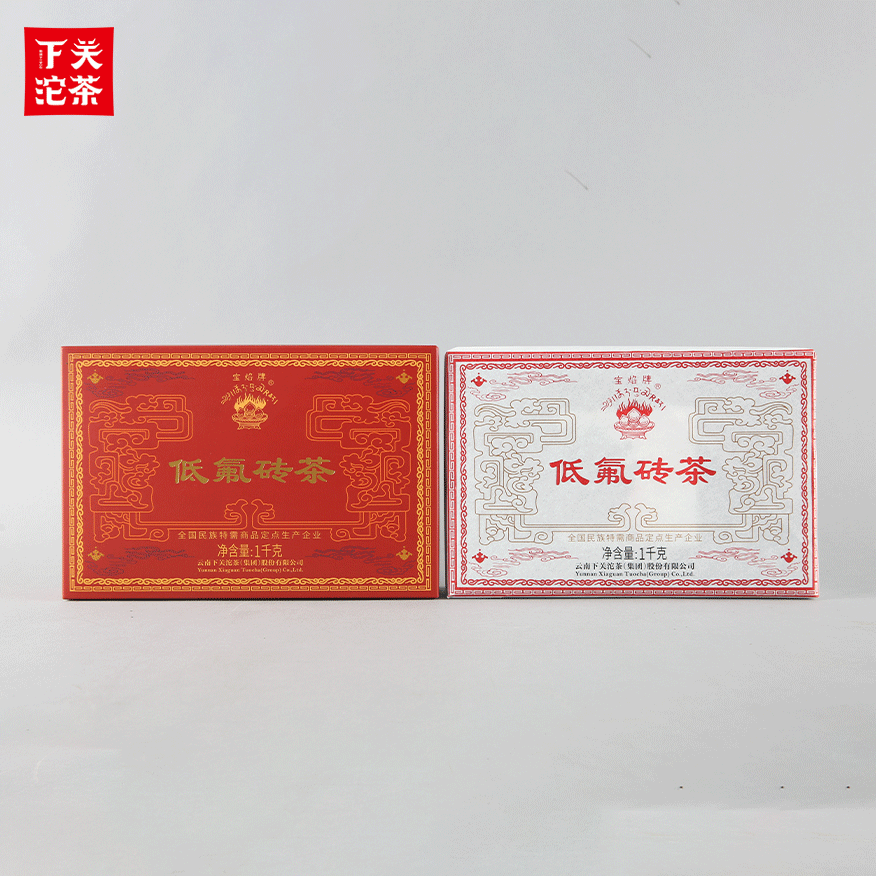 下关
沱茶
宝焰牌
®
低氟砖茶
全国民族特需商品定点生产企业
净含量:1千克
云南下关沱茶(集团)股份有限公司
Yunnan Xiaguan Tuocha(Group) Co.,Ltd.
宝焰牌
®
低氟砖茶
全国民族特需商品定点生产企业
净含量:1千克
云南下关沱茶(集团)股份有限公司
Yunnan Xiaguan Tuocha(Group) Co.,Ltd.